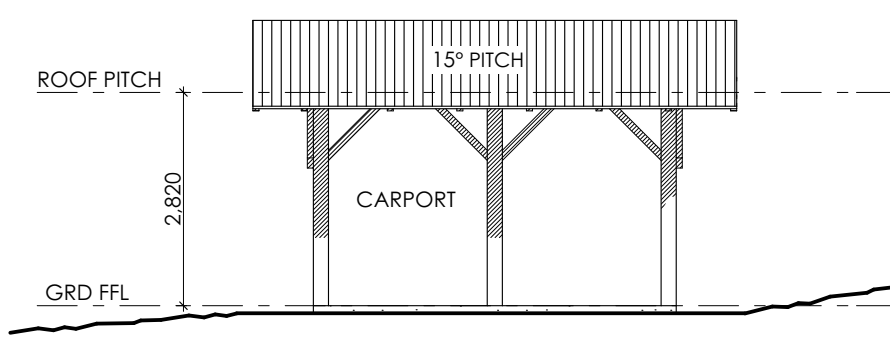 15° PITCH
ROOF PITCH
2,820
CARPORT
GRD FFL